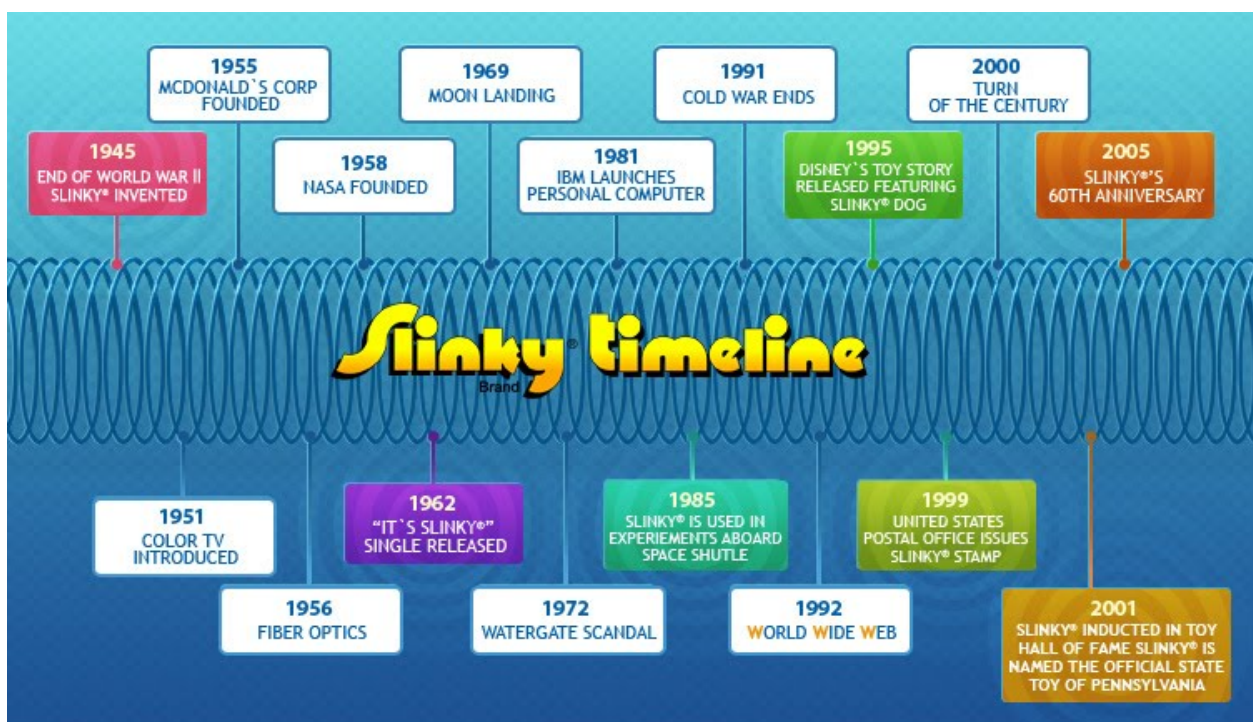 1945
END OF WORLD WAR II
SLINKY® INVENTED
1955
MCDONALD`S CORP
FOUNDED
1958
NASA FOUNDED
1969
MOON LANDING
1981
IBM LAUNCHES
PERSONAL COMPUTER
1991
COLD WAR ENDS
1995
DISNEY`S TOY STORY
RELEASED FEATURING
SLINKY® DOG
2000
TURN
OF THE CENTURY
2005
SLINKY®'S
60TH ANNIVERSARY
Slinky® timeline
Brand
1951
COLOR TV
INTRODUCED
1956
FIBER OPTICS
1962
“IT`S SLINKY®”
SINGLE RELEASED
1972
WATERGATE SCANDAL
1985
SLINKY® IS USED IN
EXPERIEMENTS ABOARD
SPACE SHUTLE
1992
WORLD WIDE WEB
1999
UNITED STATES
POSTAL OFFICE ISSUES
SLINKY® STAMP
2001
SLINKY® INDUCTED IN TOY
HALL OF FAME SLINKY® IS
NAMED THE OFFICIAL STATE
TOY OF PENNSYLVANIA